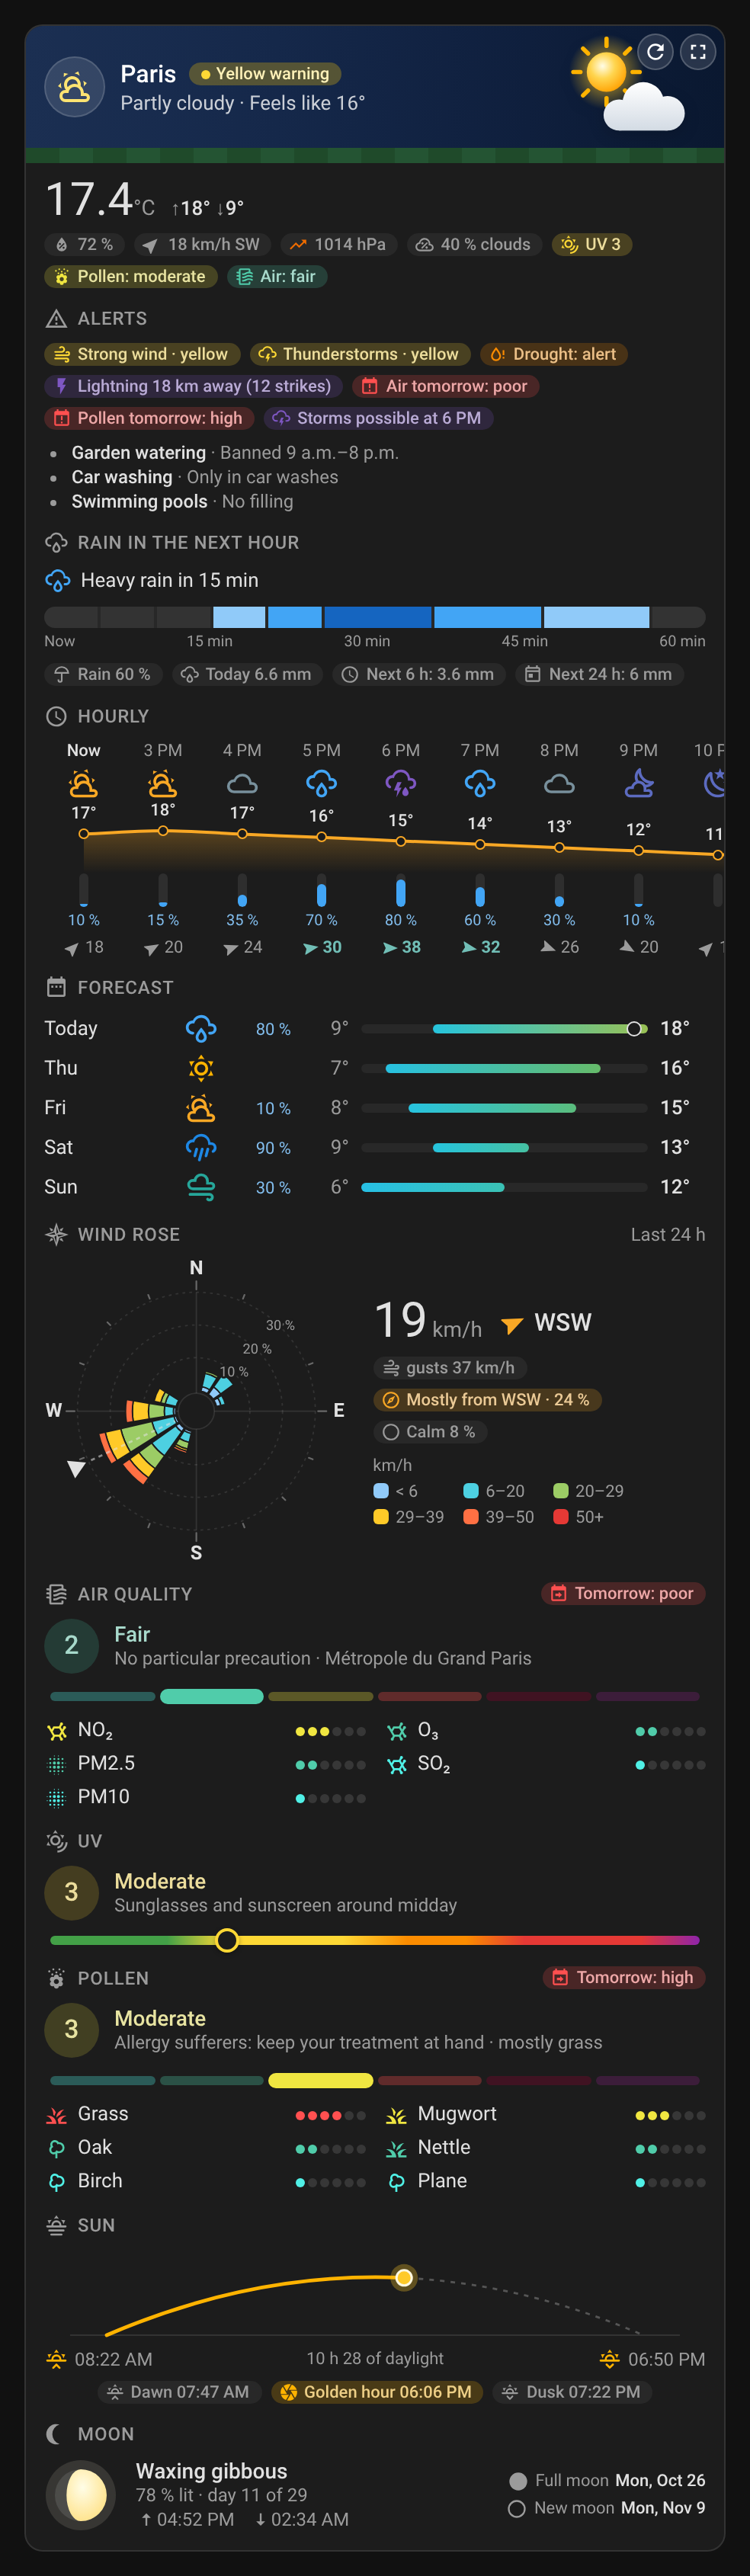 Paris Yellow warning
Partly cloudy · Feels like 16°
17.4°C ↑18° ↓9°
72 % 18 km/h SW 1014 hPa 40 % clouds UV 3
Pollen: moderate Air: fair
ALERTS
Strong wind · yellow Thunderstorms · yellow Drought: alert
Lightning 18 km away (12 strikes) Air tomorrow: poor
Pollen tomorrow: high Storms possible at 6 PM
• Garden watering · Banned 9 a.m.–8 p.m.
• Car washing · Only in car washes
• Swimming pools · No filling
RAIN IN THE NEXT HOUR
Heavy rain in 15 min
Now 15 min 30 min 45 min 60 min
Rain 60 % Today 6.6 mm Next 6 h: 3.6 mm Next 24 h: 6 mm
HOURLY
Now 3 PM 4 PM 5 PM 6 PM 7 PM 8 PM 9 PM 10 P
17° 18° 17° 16° 15° 14° 13° 12° 11
10 % 15 % 35 % 70 % 80 % 60 % 30 % 10 %
18 20 24 30 38 32 26 20 1
FORECAST
Today 80 % 9° 18°
Thu 7° 16°
Fri 10 % 8° 15°
Sat 90 % 9° 13°
Sun 30 % 6° 12°
WIND ROSE Last 24 h
N
30 %
20 %
10 %
W E
S
19 km/h WSW
gusts 37 km/h
Mostly from WSW · 24 %
Calm 8 %
km/h
< 6 6–20 20–29
29–39 39–50 50+
AIR QUALITY Tomorrow: poor
2 Fair
No particular precaution · Métropole du Grand Paris
NO₂ O₃
PM2.5 SO₂
PM10
UV
3 Moderate
Sunglasses and sunscreen around midday
POLLEN Tomorrow: high
3 Moderate
Allergy sufferers: keep your treatment at hand · mostly grass
Grass Mugwort
Oak Nettle
Birch Plane
SUN
08:22 AM 10 h 28 of daylight 06:50 PM
Dawn 07:47 AM Golden hour 06:06 PM Dusk 07:22 PM
MOON
Waxing gibbous
78 % lit · day 11 of 29
↑ 04:52 PM ↓ 02:34 AM
Full moon Mon, Oct 26
New moon Mon, Nov 9